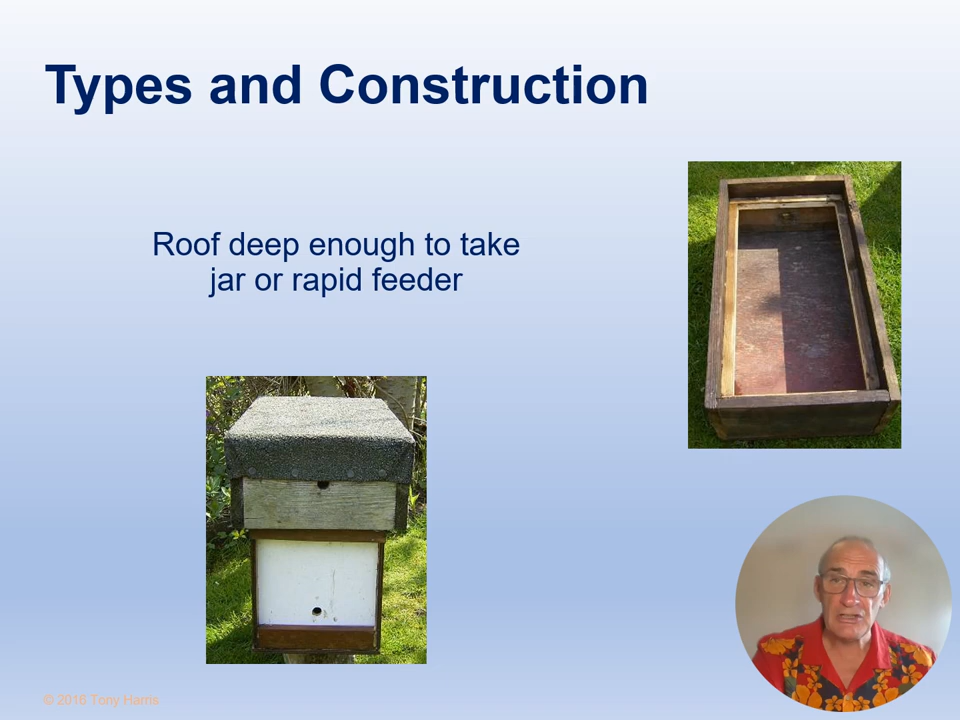 Types and Construction
Roof deep enough to take
jar or rapid feeder
© 2016 Tony Harris